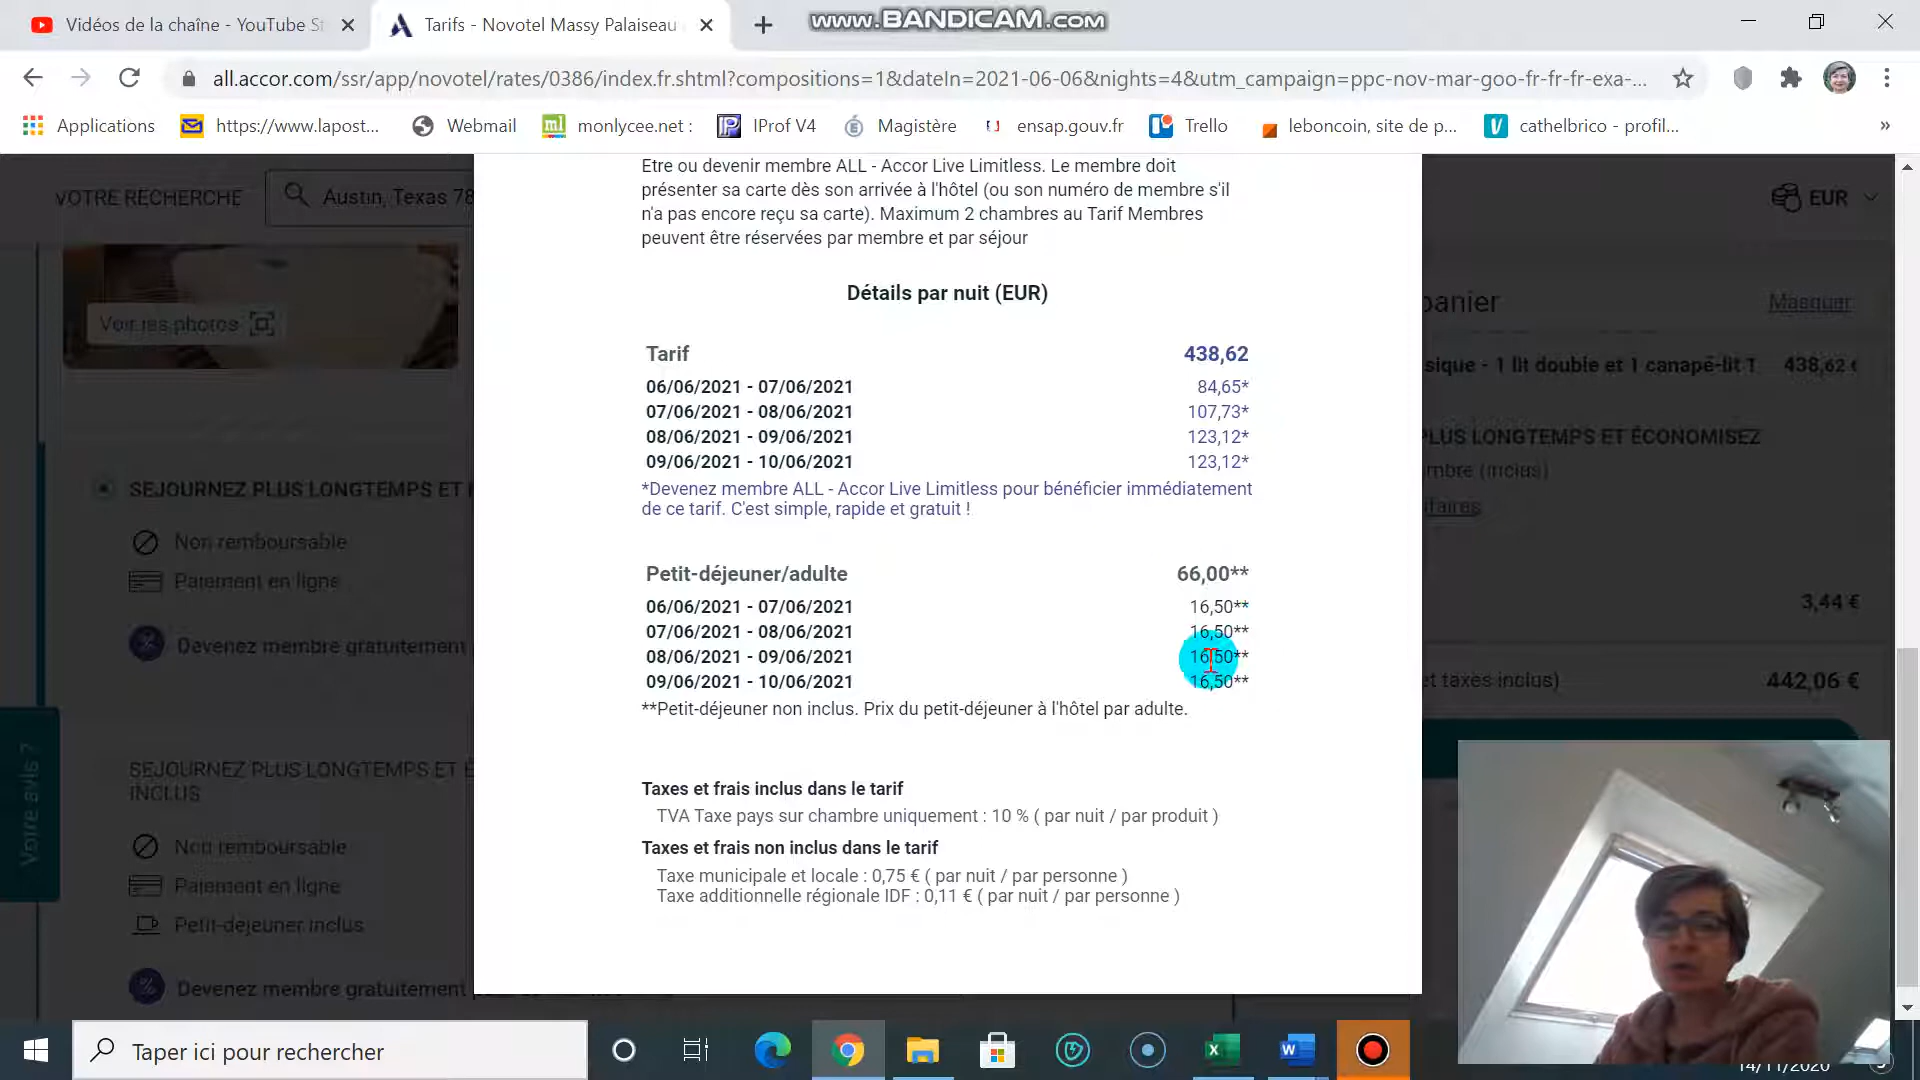 Vidéos de la chaîne - YouTube St
Tarifs - Novotel Massy Palaiseau
www.BANDICAM.com
all.accor.com/ssr/app/novotel/rates/0386/index.fr.shtml?compositions=1&dateIn=2021-06-06&nights=4&utm_campaign=ppc-nov-mar-goo-fr-fr-fr-exa-...
Applications
https://www.lapost...
Webmail
monlycee.net :
IProf V4
Magistère
ensap.gouv.fr
Trello
leboncoin, site de p...
cathelbrico - profil...
»
VOTRE RECHERCHE
Austin, Texas 78
EUR
Etre ou devenir membre ALL - Accor Live Limitless. Le membre doit
présenter sa carte dès son arrivée à l'hôtel (ou son numéro de membre s'il
n'a pas encore reçu sa carte). Maximum 2 chambres au Tarif Membres
peuvent être réservées par membre et par séjour
Détails par nuit (EUR)
Tarif 438,62
06/06/2021 - 07/06/2021 84,65*
07/06/2021 - 08/06/2021 107,73*
08/06/2021 - 09/06/2021 123,12*
09/06/2021 - 10/06/2021 123,12*
*Devenez membre ALL - Accor Live Limitless pour bénéficier immédiatement
de ce tarif. C'est simple, rapide et gratuit !
Petit-déjeuner/adulte 66,00**
06/06/2021 - 07/06/2021 16,50**
07/06/2021 - 08/06/2021 16,50**
08/06/2021 - 09/06/2021 16,50**
09/06/2021 - 10/06/2021 16,50**
**Petit-déjeuner non inclus. Prix du petit-déjeuner à l'hôtel par adulte.
Taxes et frais inclus dans le tarif
TVA Taxe pays sur chambre uniquement : 10 % ( par nuit / par produit )
Taxes et frais non inclus dans le tarif
Taxe municipale et locale : 0,75 € ( par nuit / par personne )
Taxe additionnelle régionale IDF : 0,11 € ( par nuit / par personne )
Voir les photos
SEJOURNEZ PLUS LONGTEMPS ET
Non remboursable
Paiement en ligne
Devenez membre gratuitement
SEJOURNEZ PLUS LONGTEMPS ET
INCLUS
Non remboursable
Paiement en ligne
Petit-déjeuner inclus
Devenez membre gratuitement
Votre avis ?
panier
Masquer
sique - 1 lit double et 1 canapé-lit 438,62 €
PLUS LONGTEMPS ET ÉCONOMISEZ
mbre (inclus)
taires
3,44 €
et taxes inclus) 442,06 €
Taper ici pour rechercher
14/11/2020